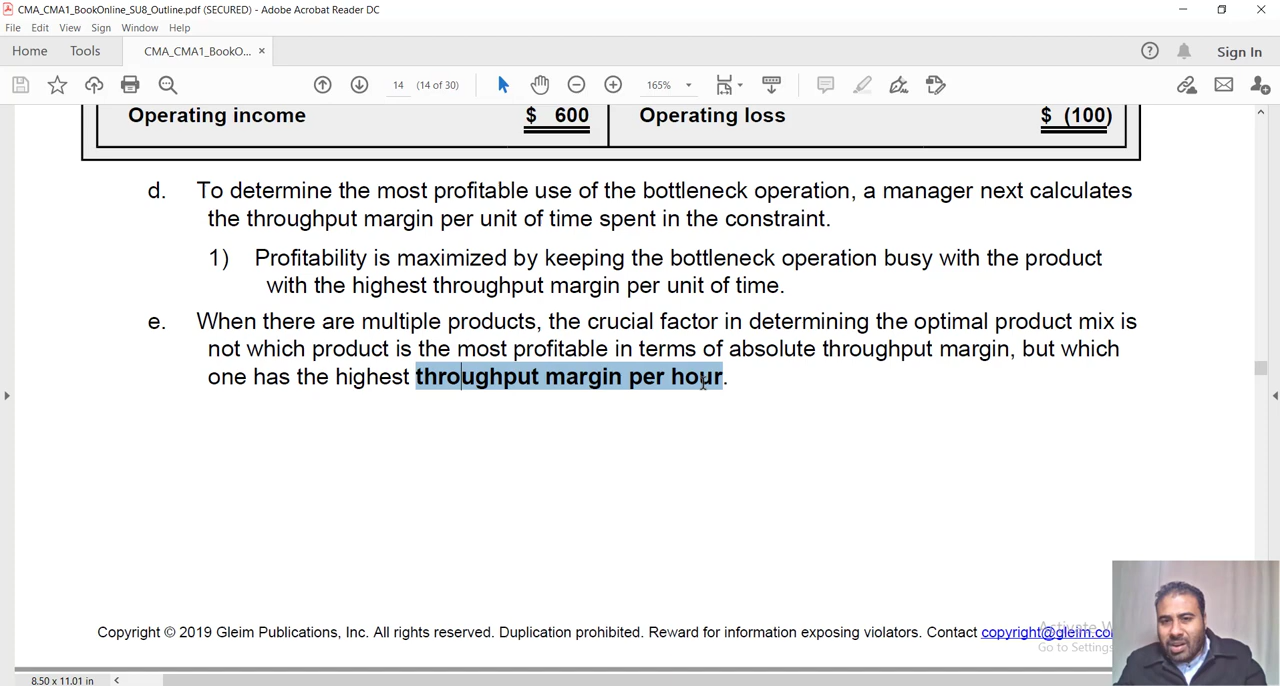 CMA_CMA1_BookOnline_SU8_Outline.pdf (SECURED) - Adobe Acrobat Reader DC
File Edit View Sign Window Help
Home Tools CMA_CMA1_BookO... × Sign In
14 (14 of 30) 165%
Operating income $ 600 Operating loss $ (100)
d. To determine the most profitable use of the bottleneck operation, a manager next calculates
the throughput margin per unit of time spent in the constraint.
1) Profitability is maximized by keeping the bottleneck operation busy with the product
with the highest throughput margin per unit of time.
e. When there are multiple products, the crucial factor in determining the optimal product mix is
not which product is the most profitable in terms of absolute throughput margin, but which
one has the highest throughput margin per hour.
Copyright © 2019 Gleim Publications, Inc. All rights reserved. Duplication prohibited. Reward for information exposing violators. Contact copyright@gleim.co
Activate W
Go to Settings
8.50 x 11.01 in